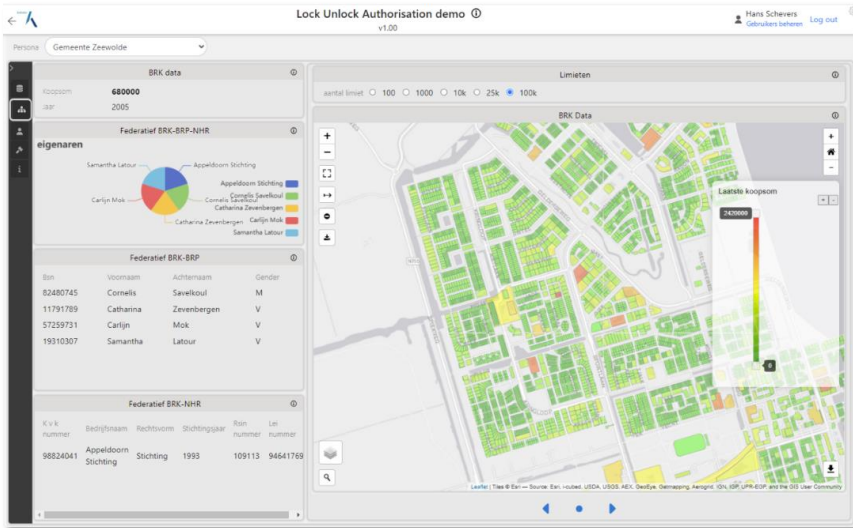 Lock Unlock Authorisation demo
v1.00
Hans Schevers
Gebruikers beheren
Log out
Persona
Gemeente Zeewolde
BRK data
Koopsom 680000
Jaar 2005
Federatief BRK-BRP-NHR
eigenaren
Samantha Latour
Appeldoorn Stichting
Carlijn Mok
Cornelis Savelkoul
Catharina Zevenbergen
Appeldoorn Stichting
Cornelis Savelkoul
Catharina Zevenbergen
Carlijn Mok
Samantha Latour
Federatief BRK-BRP
Bsn Voornaam Achternaam Gender
82480745 Cornelis Savelkoul M
11791789 Catharina Zevenbergen V
57259731 Carlijn Mok V
19310307 Samantha Latour V
Federatief BRK-NHR
K v k nummer Bedrijfsnaam Rechtsvorm Stichtingsjaar Rsin nummer Lei nummer
98824041 Appeldoorn Stichting Stichting 1993 109113 94641769
Limieten
aantal limiet 100 1000 10k 25k 100k
BRK Data
Laatste koopsom
2420000
0
Leaflet | Tiles © Esri — Source: Esri, i-cubed, USDA, USGS, AEX, GeoEye, Getmapping, Aerogrid, IGN, IGP, UPR-EGP, and the GIS User Community